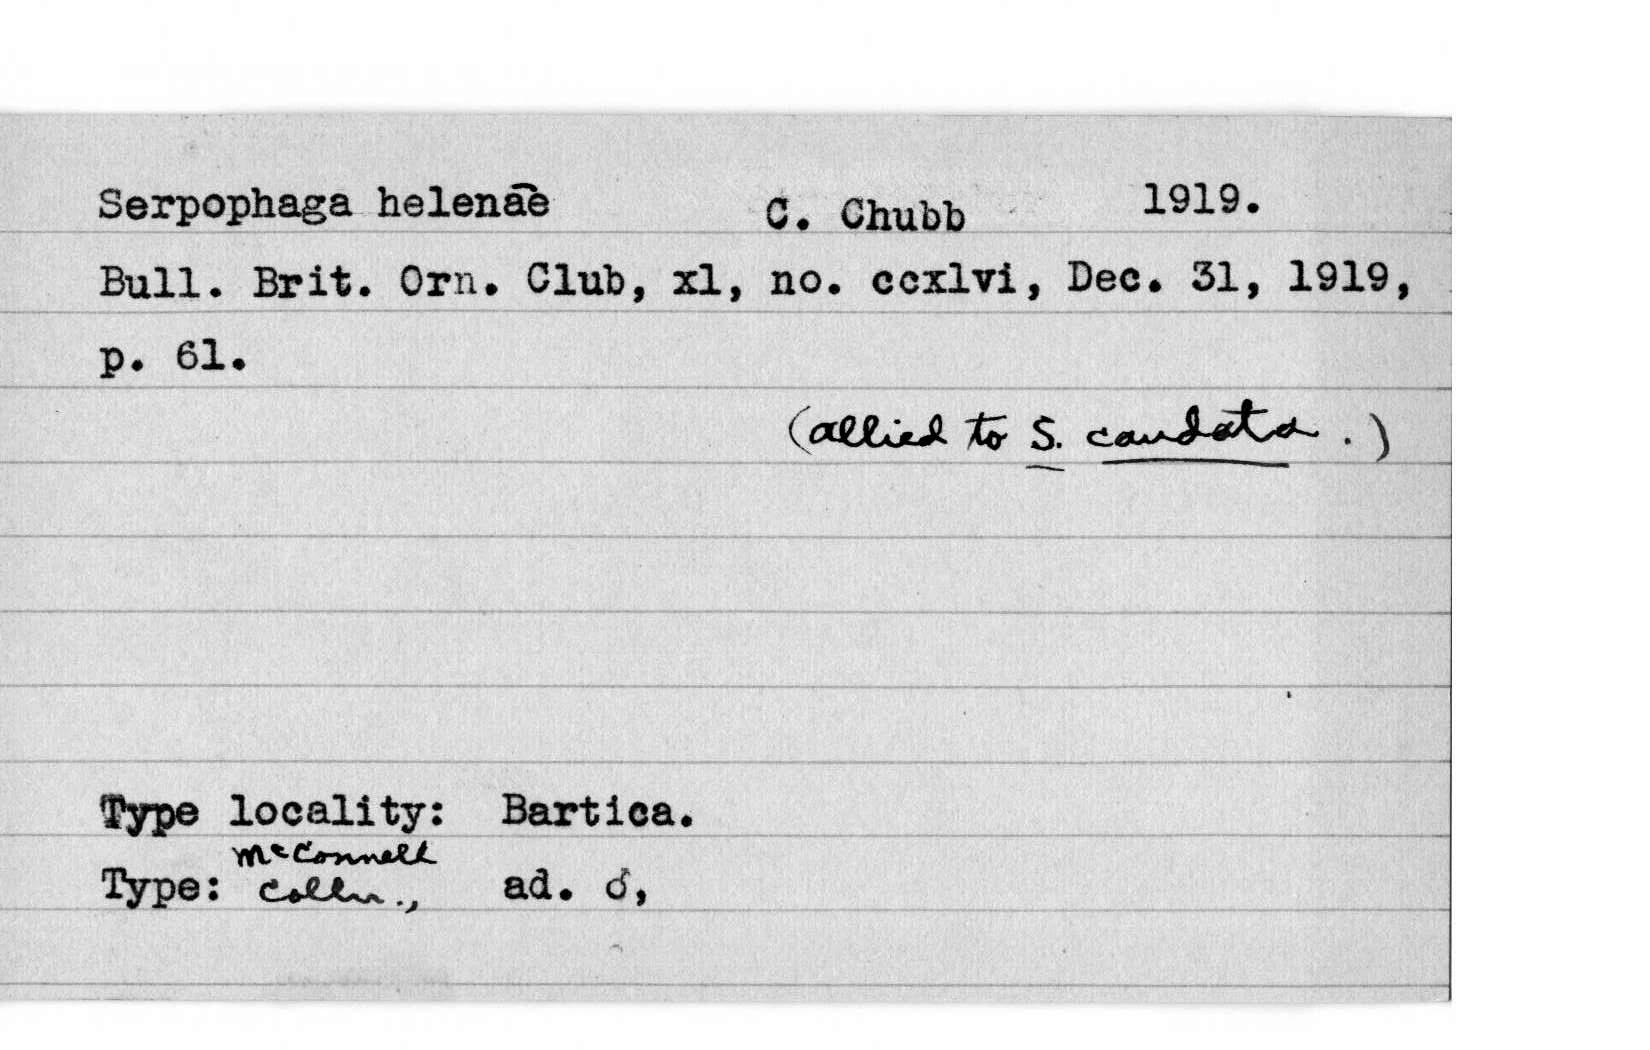 Serpophaga helenae C. Chubb 1919.
Bull. Brit. Orn. Club, xl, no. ccxlvi, Dec. 31, 1919,
p. 61.
(allied to S. caudata.)
Type locality: Bartica.
McConnell
Type: Colln., ad. ♂,